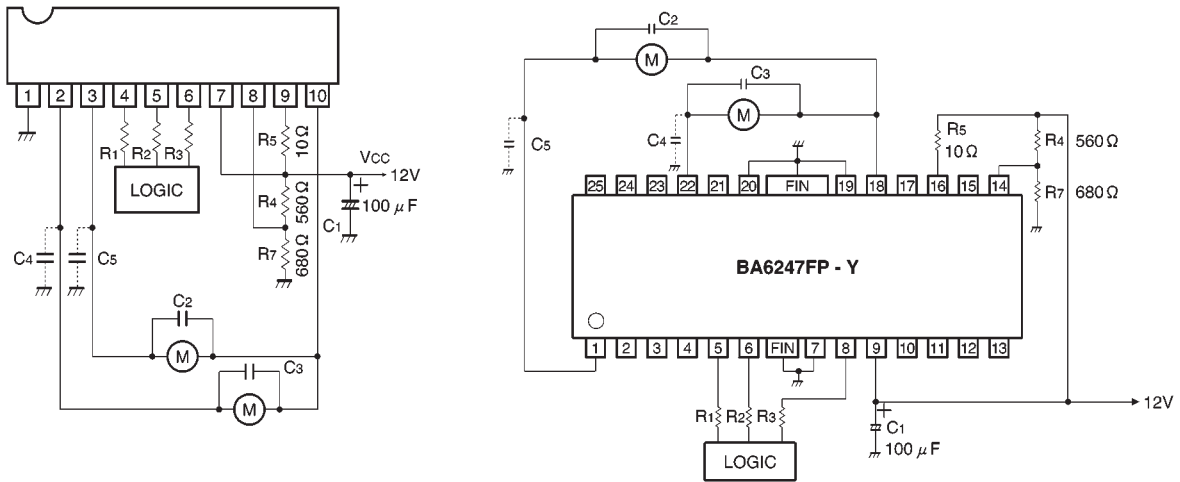 1 2 3 4 5 6 7 8 9 10
R1 R2 R3
LOGIC
R5
10Ω
VCC
12V
R4
560Ω
+
100 μF
C1
R7
680Ω
C4
C5
C2
M
C3
M
C2
M
C3
M
C5
C4
R5
10Ω
R4
560Ω
R7
680Ω
25 24 23 22 21 20 FIN 19 18 17 16 15 14
BA6247FP - Y
1 2 3 4 5 6 FIN 7 8 9 10 11 12 13
R1 R2 R3
LOGIC
12V
+
C1
100 μF